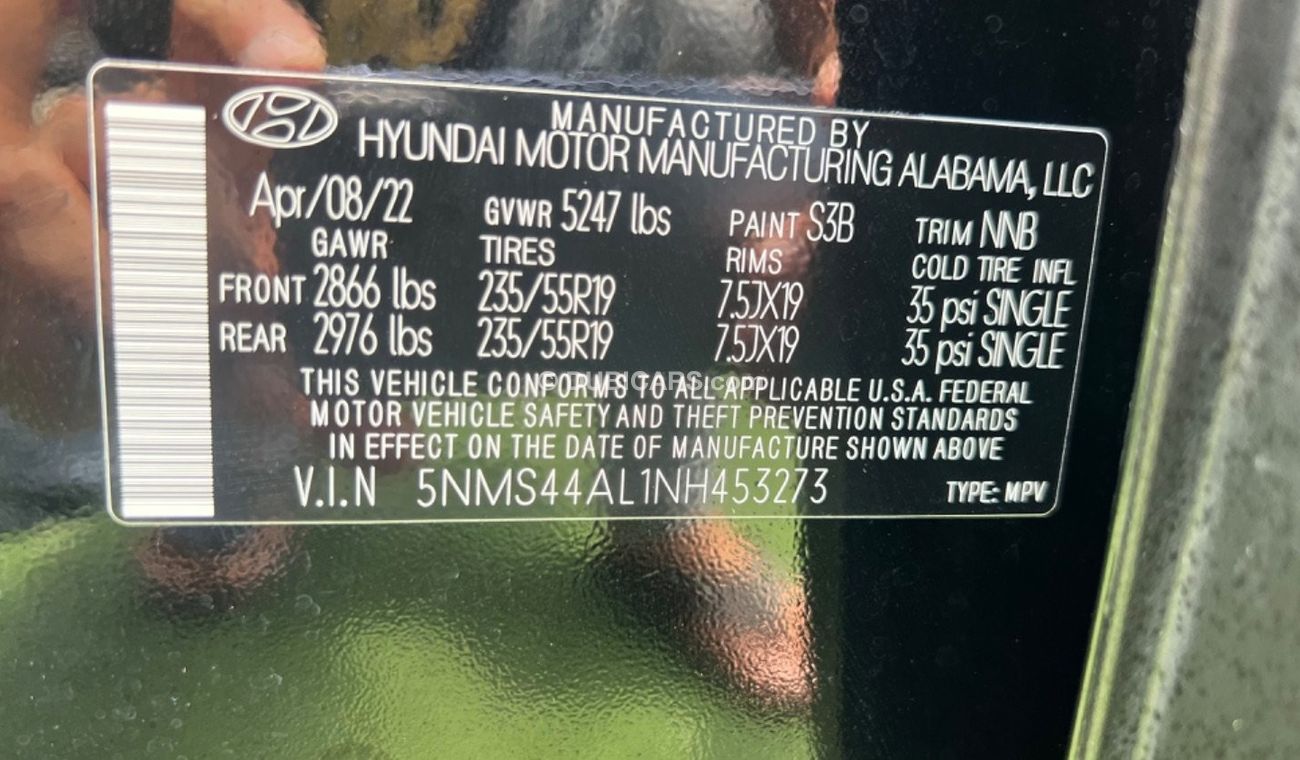 MANUFACTURED BY
HYUNDAI MOTOR MANUFACTURING ALABAMA, LLC
Apr/08/22 GVWR 5247 lbs PAINT S3B TRIM NNB
GAWR TIRES RIMS COLD TIRE INFL
FRONT 2866 lbs 235/55R19 7.5JX19 35 psi SINGLE
REAR 2976 lbs 235/55R19 7.5JX19 35 psi SINGLE
THIS VEHICLE CONFORMS TO ALL APPLICABLE U.S.A. FEDERAL
© DUBICARS.com
MOTOR VEHICLE SAFETY AND THEFT PREVENTION STANDARDS
IN EFFECT ON THE DATE OF MANUFACTURE SHOWN ABOVE
V.I.N 5NMS44AL1NH453273 TYPE: MPV